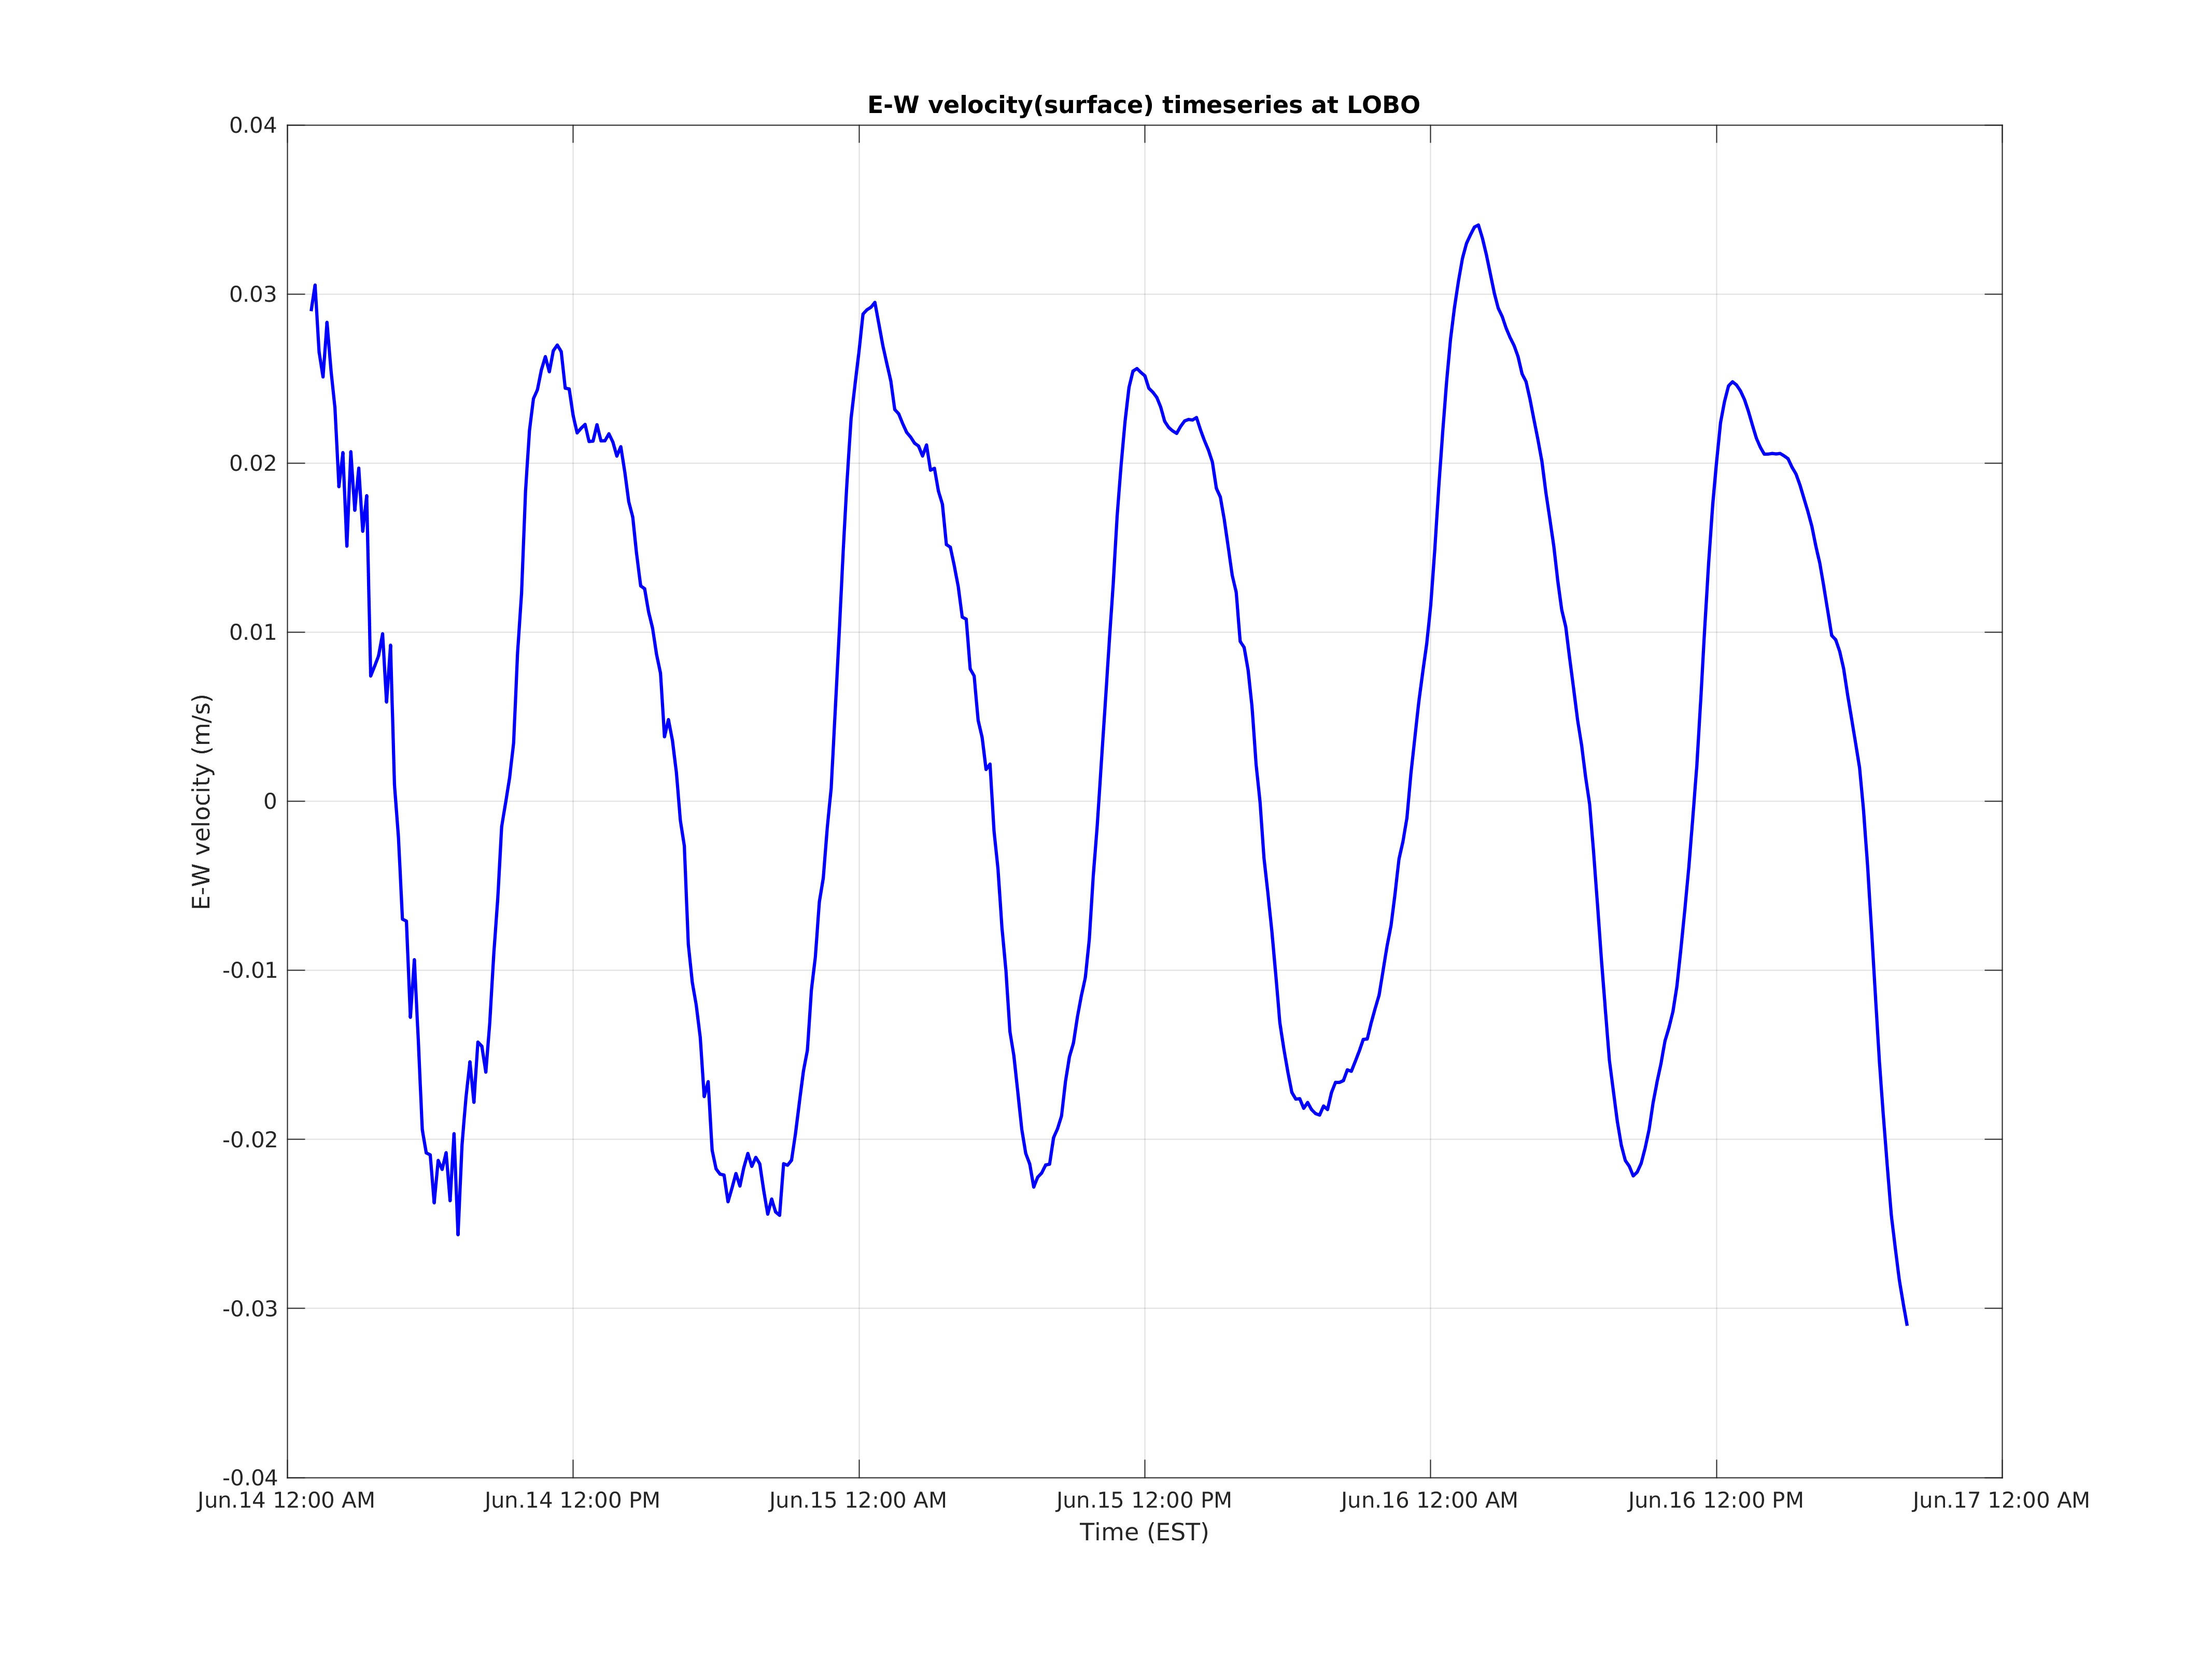 E-W velocity(surface) timeseries at LOBO
0.04
0.03
0.02
0.01
0
-0.01
-0.02
-0.03
-0.04
E-W velocity (m/s)
Jun.14 12:00 AM Jun.14 12:00 PM Jun.15 12:00 AM Jun.15 12:00 PM Jun.16 12:00 AM Jun.16 12:00 PM Jun.17 12:00 AM
Time (EST)